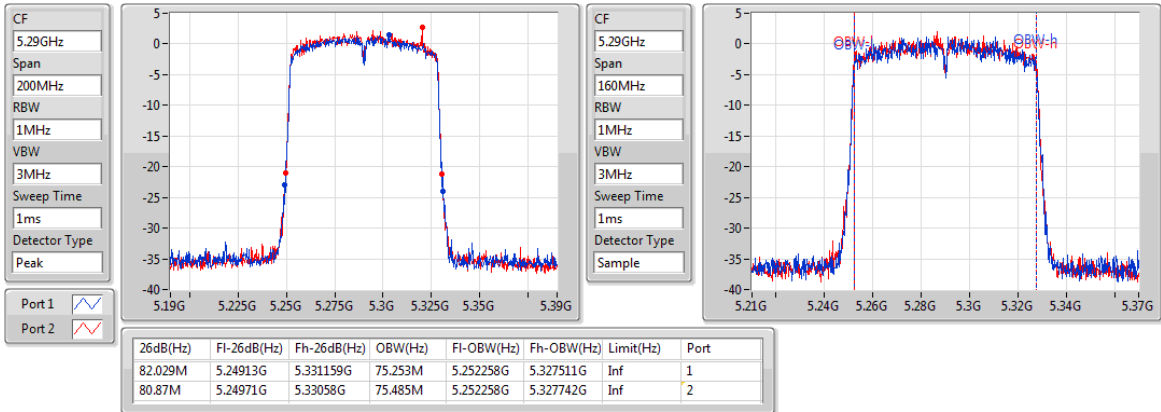 CF
5.29GHz
Span
200MHz
RBW
1MHz
VBW
3MHz
Sweep Time
1ms
Detector Type
Peak
Port 1
Port 2
5
0
-5
-10
-15
-20
-25
-30
-35
-40
5.19G 5.225G 5.25G 5.275G 5.3G 5.325G 5.35G 5.39G
CF
5.29GHz
Span
160MHz
RBW
1MHz
VBW
3MHz
Sweep Time
1ms
Detector Type
Sample
5
0
-5
-10
-15
-20
-25
-30
-35
-40
OBW-h
OBW-h
5.21G 5.24G 5.26G 5.28G 5.3G 5.32G 5.34G 5.37G
26dB(Hz) Fl-26dB(Hz) Fh-26dB(Hz) OBW(Hz) Fl-OBW(Hz) Fh-OBW(Hz) Limit(Hz) Port
82.029M 5.24913G 5.331159G 75.253M 5.252258G 5.327511G Inf 1
80.87M 5.24971G 5.33058G 75.485M 5.252258G 5.327742G Inf 2